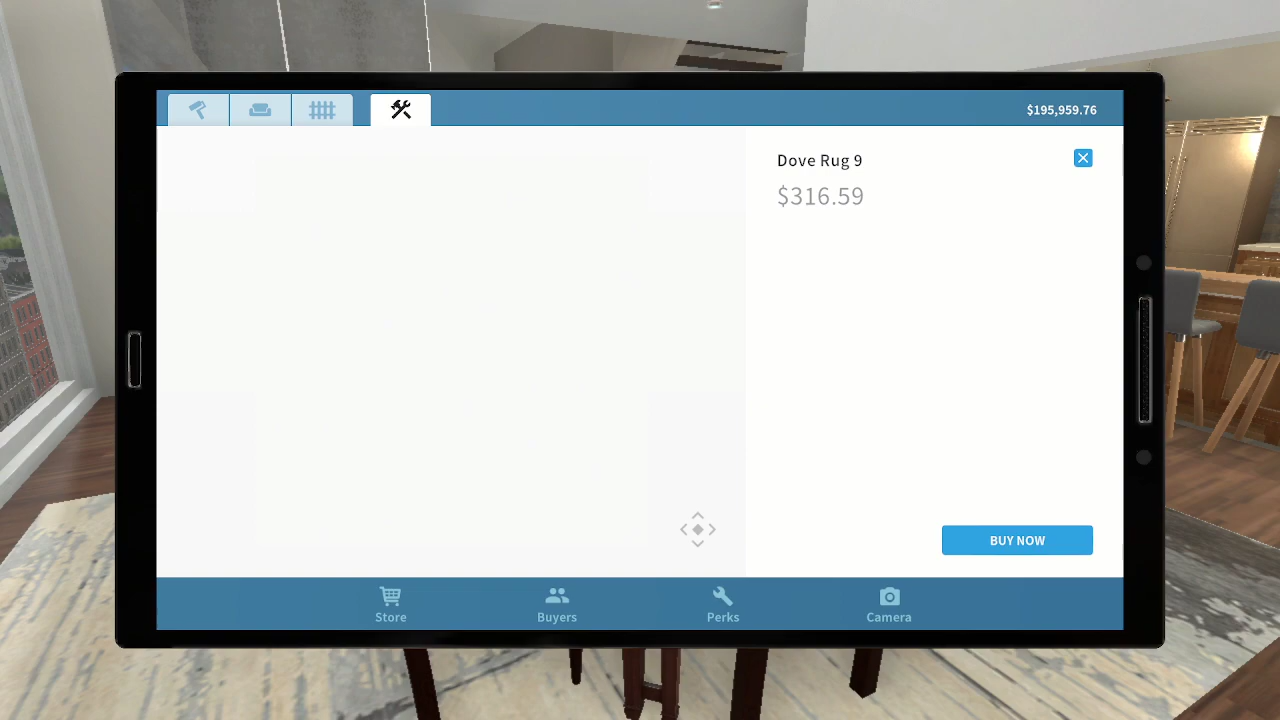 $195,959.76
Dove Rug 9
$316.59
BUY NOW
Store
Buyers
Perks
Camera